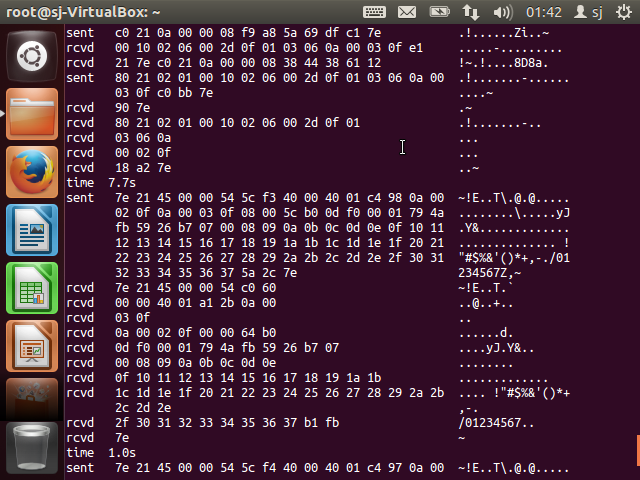 root@sj-VirtualBox: ~ 01:42 sj
sent c0 21 0a 00 00 08 f9 a8 5a 69 df c1 7e .!......Zi..~
rcvd 00 10 02 06 00 2d 0f 01 03 06 0a 00 03 0f e1 .....-.........
rcvd 21 7e c0 21 0a 00 00 08 38 44 38 61 12 !~.!....8D8a.
sent 80 21 02 01 00 10 02 06 00 2d 0f 01 03 06 0a 00 .!.......-......
03 0f c0 bb 7e ....~
rcvd 90 7e .~
rcvd 80 21 02 01 00 10 02 06 00 2d 0f 01 .!.......-..
rcvd 03 06 0a ...
rcvd 00 02 0f ...
rcvd 18 a2 7e ..~
time 7.7s
sent 7e 21 45 00 00 54 5c f3 40 00 40 01 c4 98 0a 00 ~!E..T\.@.@.....
02 0f 0a 00 03 0f 08 00 5c b0 0d f0 00 01 79 4a ........\.....yJ
fb 59 26 b7 07 00 08 09 0a 0b 0c 0d 0e 0f 10 11 .Y&.............
12 13 14 15 16 17 18 19 1a 1b 1c 1d 1e 1f 20 21 .............. !
22 23 24 25 26 27 28 29 2a 2b 2c 2d 2e 2f 30 31 "#$%&'()*+,-./01
32 33 34 35 36 37 5a 2c 7e 234567Z,~
rcvd 7e 21 45 00 00 54 c0 60 ~!E..T.`
rcvd 00 00 40 01 a1 2b 0a 00 ..@..+..
rcvd 03 0f ..
rcvd 0a 00 02 0f 00 00 64 b0 ......d.
rcvd 0d f0 00 01 79 4a fb 59 26 b7 07 ....yJ.Y&..
rcvd 00 08 09 0a 0b 0c 0d 0e ........
rcvd 0f 10 11 12 13 14 15 16 17 18 19 1a 1b .............
rcvd 1c 1d 1e 1f 20 21 22 23 24 25 26 27 28 29 2a 2b .... !"#$%&'()*+
2c 2d 2e ,-.
rcvd 2f 30 31 32 33 34 35 36 37 b1 fb /01234567..
rcvd 7e ~
time 1.0s
sent 7e 21 45 00 00 54 5c f4 40 00 40 01 c4 97 0a 00 ~!E..T\.@.@.....